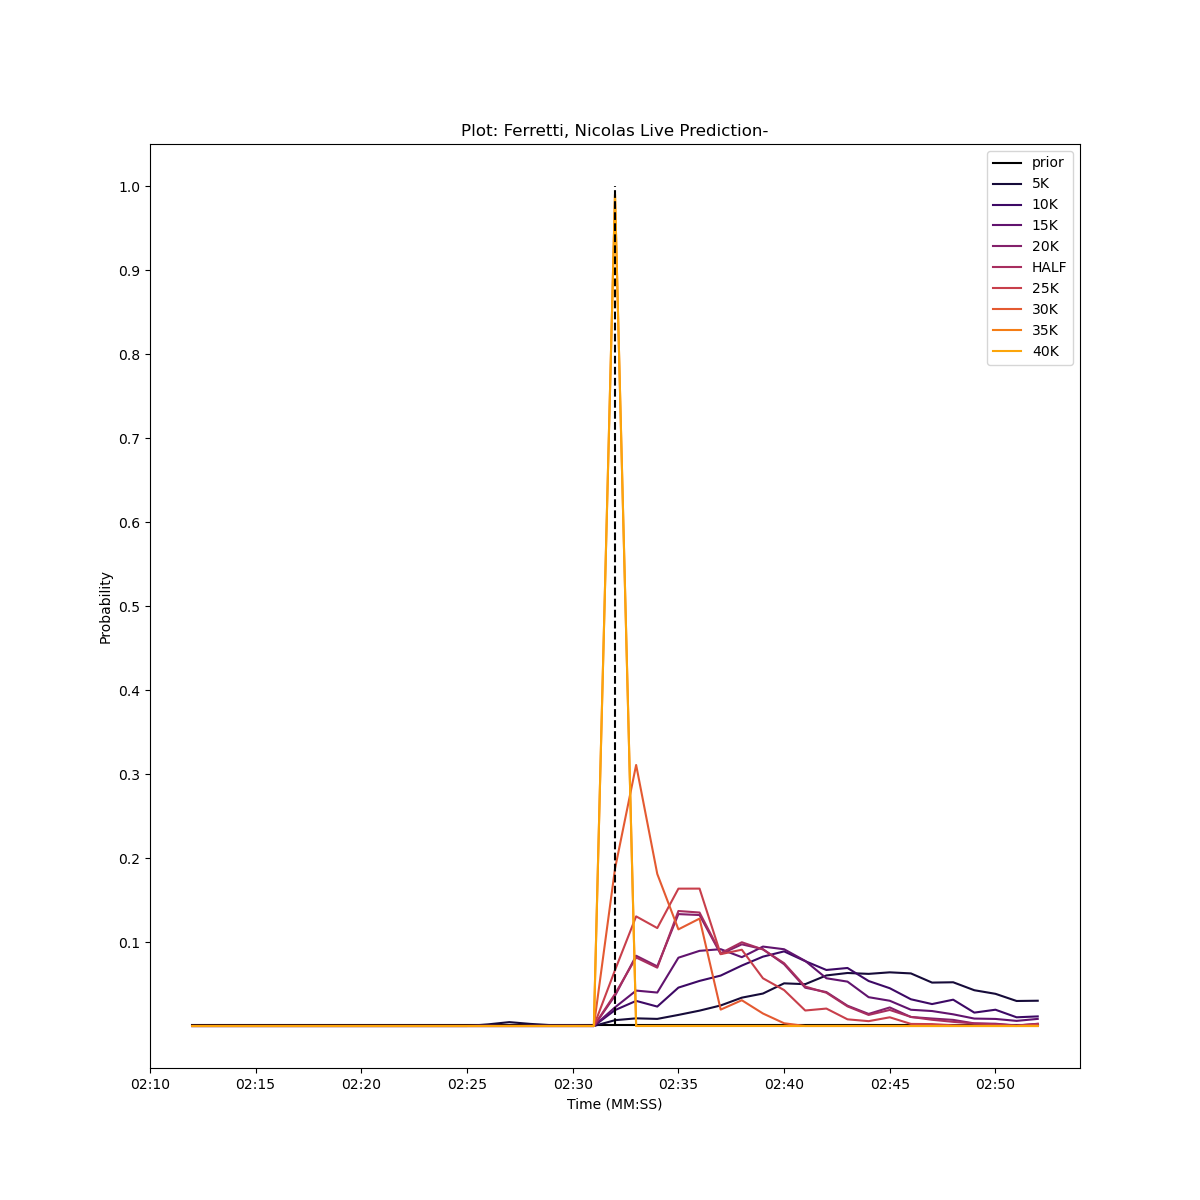 Plot: Ferretti, Nicolas Live Prediction-
prior
5K
10K
15K
20K
HALF
25K
30K
35K
40K
1.0
0.9
0.8
0.7
0.6
0.5
0.4
0.3
0.2
0.1
Probability
02:10 02:15 02:20 02:25 02:30 02:35 02:40 02:45 02:50
Time (MM:SS)